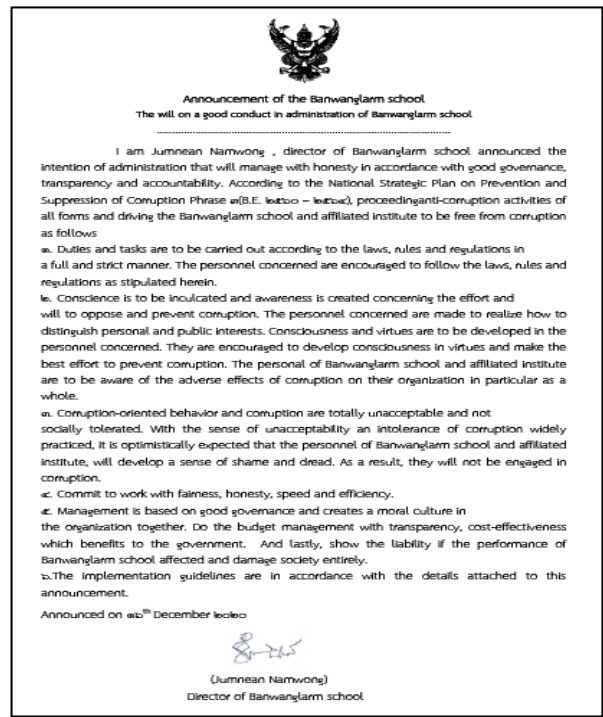 Announcement of the Banwanglarm school
The will on a good conduct in administration of Banwanglarm school
I am Jumnean Namwong , director of Banwanglarm school announced the
intention of administration that will manage with honesty in accordance with good governance,
transparency and accountability. According to the National Strategic Plan on Prevention and
Suppression of Corruption Phrase ๓(B.E. ๒๕๖๐ – ๒๕๖๔), proceedinganti-corruption activities of
all forms and driving the Banwanglarm school and affiliated institute to be free from corruption
as follows
๑. Duties and tasks are to be carried out according to the laws, rules and regulations in
a full and strict manner. The personnel concerned are encouraged to follow the laws, rules and
regulations as stipulated herein.
๒. Conscience is to be inculcated and awareness is created concerning the effort and
will to oppose and prevent corruption. The personnel concerned are made to realize how to
distinguish personal and public interests. Consciousness and virtues are to be developed in the
personnel concerned. They are encouraged to develop consciousness in virtues and make the
best effort to prevent corruption. The personal of Banwanglarm school and affiliated institute
are to be aware of the adverse effects of corruption on their organization in particular as a
whole.
๓. Corruption-oriented behavior and corruption are totally unacceptable and not
socially tolerated. With the sense of unacceptability an intolerance of corruption widely
practiced, it is optimistically expected that the personnel of Banwanglarm school and affiliated
institute, will develop a sense of shame and dread. As a result, they will not be engaged in
corruption.
๔. Commit to work with fairness, honesty, speed and efficiency.
๕. Management is based on good governance and creates a moral culture in
the organization together. Do the budget management with transparency, cost-effectiveness
which benefits to the government. And lastly, show the liability if the performance of
Banwanglarm school affected and damage society entirely.
๖.The implementation guidelines are in accordance with the details attached to this
announcement.
Announced on ๑๖th December ๒๐๒๐
(Jumnean Namwong)
Director of Banwanglarm school